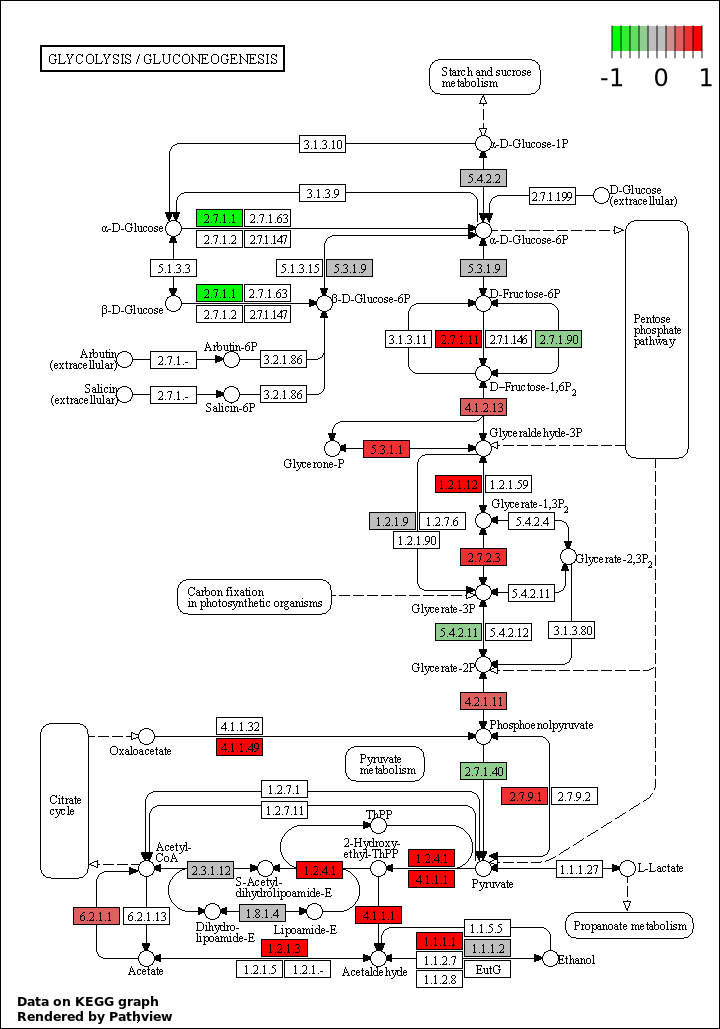 GLYCOLYSIS / GLUCONEOGENESIS
-1 0 1
Starch and sucrose
metabolism
3.1.3.10
α-D-Glucose-1P
5.4.2.2
3.1.3.9
2.7.1.199
D-Glucose
(extracellular)
2.7.1.1 2.7.1.63
α-D-Glucose
2.7.1.2 2.7.1.147
α-D-Glucose-6P
5.1.3.3
5.1.3.15 5.3.1.9
5.3.1.9
2.7.1.1 2.7.1.63
β-D-Glucose
2.7.1.2 2.7.1.147
β-D-Glucose-6P
D-Fructose-6P
Pentose
phosphate
pathway
3.1.3.11 2.7.1.11 2.7.1.146 2.7.1.90
Arbutin
(extracellular)
2.7.1.-
Arbutin-6P
3.2.1.86
Salicin
(extracellular)
2.7.1.-
Salicin-6P
3.2.1.86
D-Fructose-1,6P2
4.1.2.13
Glyceraldehyde-3P
5.3.1.1
Glycerone-P
1.2.1.12 1.2.1.59
Glycerate-1,3P2
1.2.1.9 1.2.7.6
1.2.1.90
5.4.2.4
2.7.2.3
Glycerate-2,3P2
Carbon fixation
in photosynthetic organisms
5.4.2.11
Glycerate-3P
5.4.2.11 5.4.2.12
3.1.3.80
Glycerate-2P
4.2.1.11
Phosphoenolpyruvate
4.1.1.32
4.1.1.49
Oxaloacetate
Pyruvate
metabolism
2.7.1.40
2.7.9.1 2.7.9.2
Citrate
cycle
1.2.7.1
1.2.7.11
ThPP
2-Hydroxy-
ethyl-ThPP
Acetyl-
CoA
2.3.1.12
S-Acetyl-
dihydrolipoamide-E
1.2.4.1
1.2.4.1
4.1.1.1
Pyruvate
1.1.1.27
L-Lactate
6.2.1.1 6.2.1.13
Dihydro-
lipoamide-E
1.8.1.4
Lipoamide-E
4.1.1.1
Propanoate metabolism
1.2.1.3
1.2.1.5 1.2.1.-
Acetate
Acetaldehyde
1.1.5.5
1.1.1.1 1.1.1.2
1.1.2.7 EutG
1.1.2.8
Ethanol
Data on KEGG graph
Rendered by Pathview